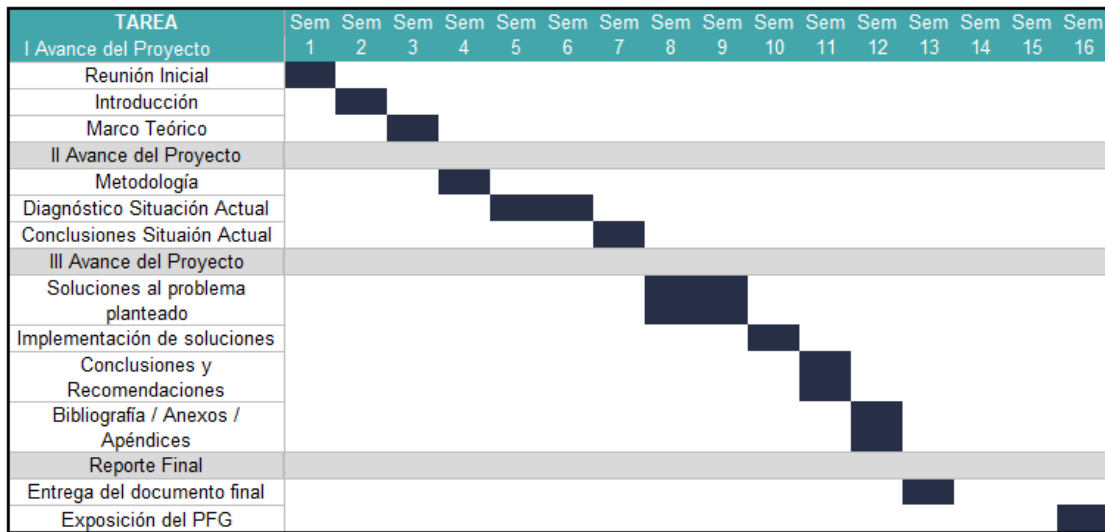 TAREA Sem Sem Sem Sem Sem Sem Sem Sem Sem Sem Sem Sem Sem Sem Sem Sem
I Avance del Proyecto 1 2 3 4 5 6 7 8 9 10 11 12 13 14 15 16
Reunión Inicial
Introducción
Marco Teórico
II Avance del Proyecto
Metodología
Diagnóstico Situación Actual
Conclusiones Situaión Actual
III Avance del Proyecto
Soluciones al problema
planteado
Implementación de soluciones
Conclusiones y
Recomendaciones
Bibliografía / Anexos /
Apéndices
Reporte Final
Entrega del documento final
Exposición del PFG